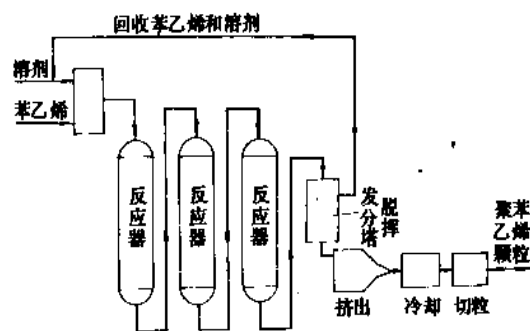 回收苯乙烯和溶剂
溶剂
苯乙烯
反应器
反应器
反应器
脱挥
发分塔
聚苯
乙烯
颗粒
挤出
冷却
切粒